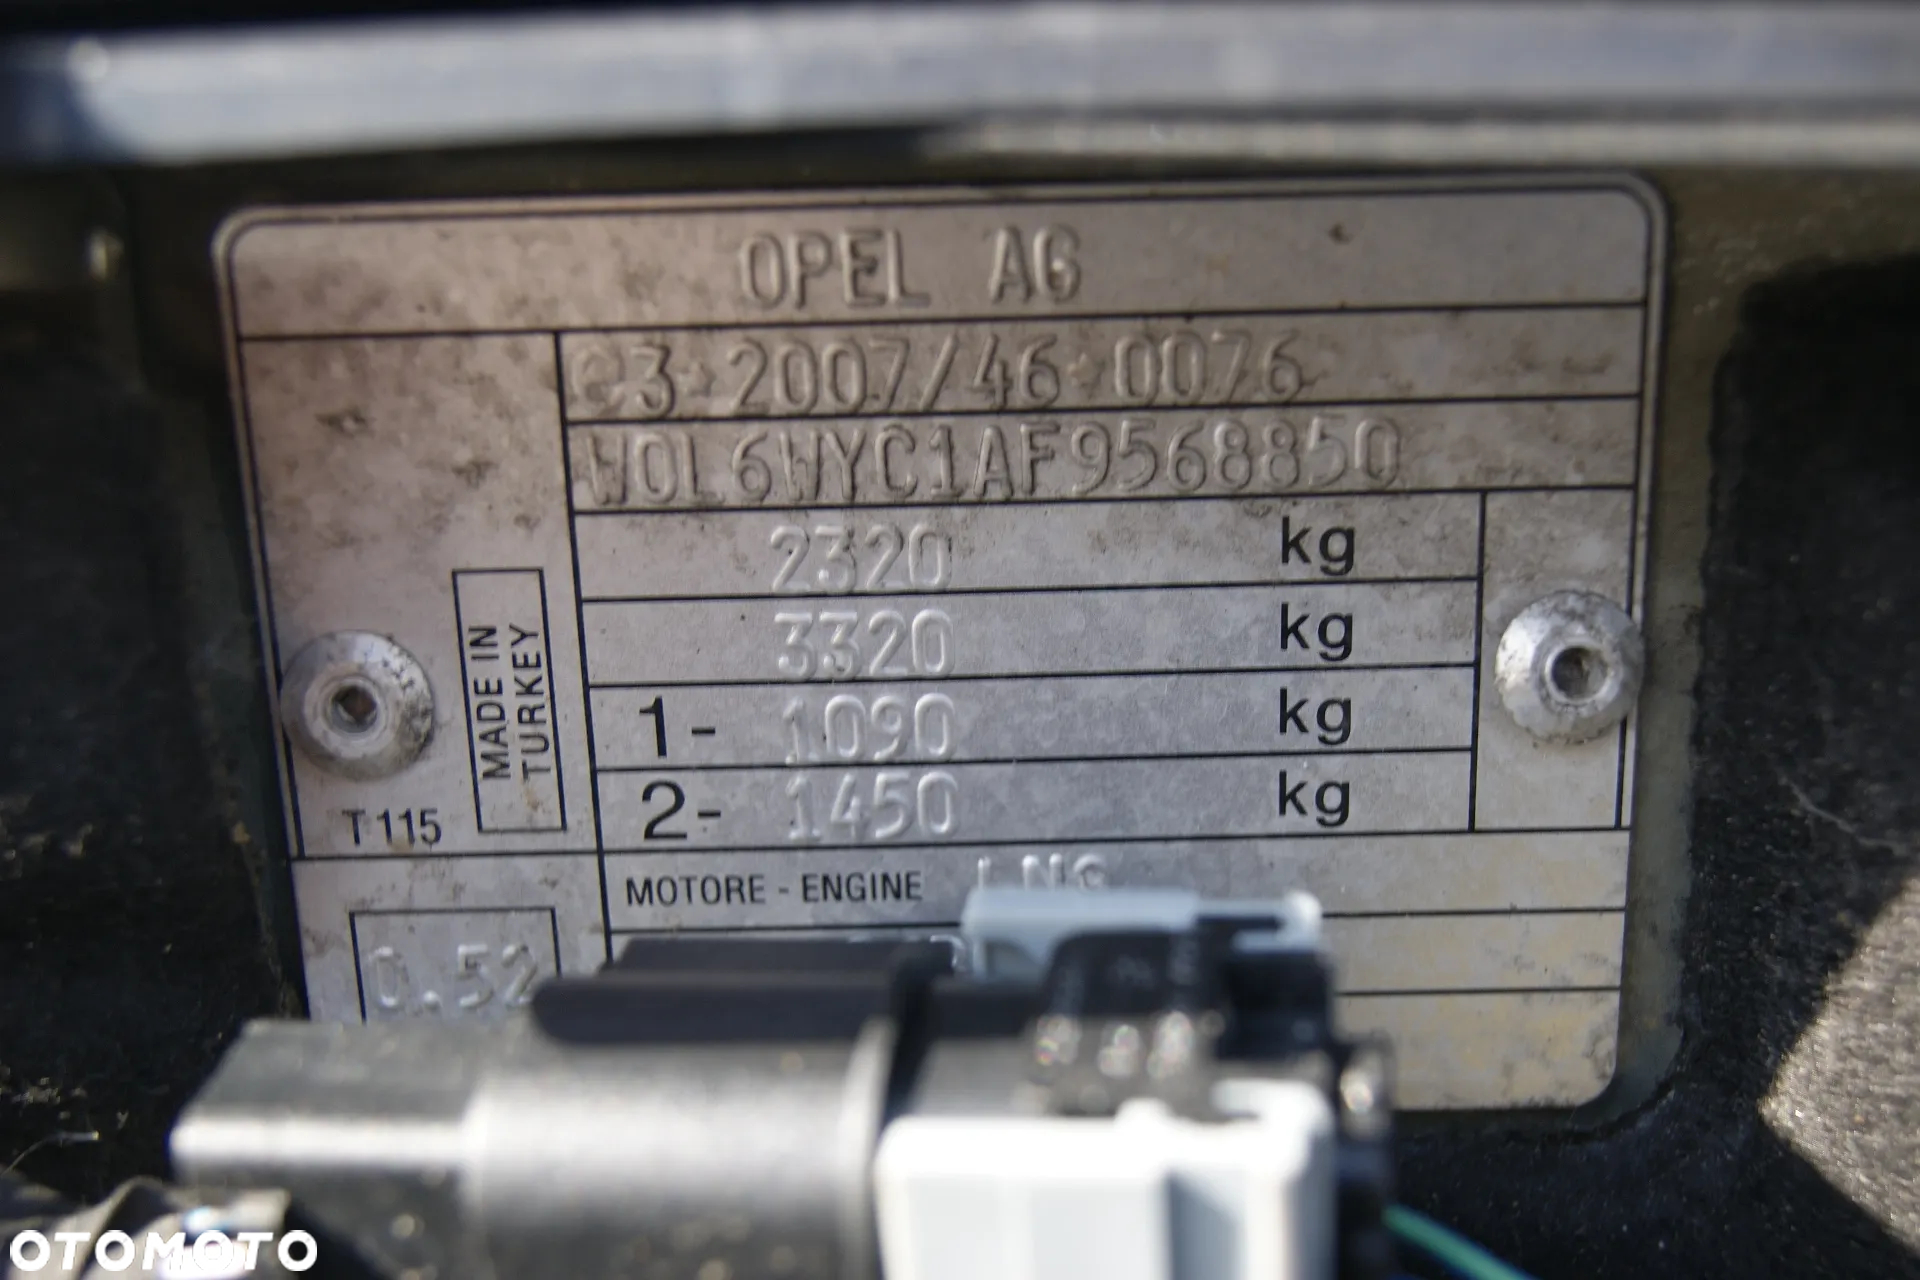 OPEL AG
e3*2007/46*0076
W0L6WYC1AF9568850
2320 kg
3320 kg
1- 1090 kg
2- 1450 kg
MADE IN
TURKEY
T115
MOTORE - ENGINE
0.52
OTOMOTO